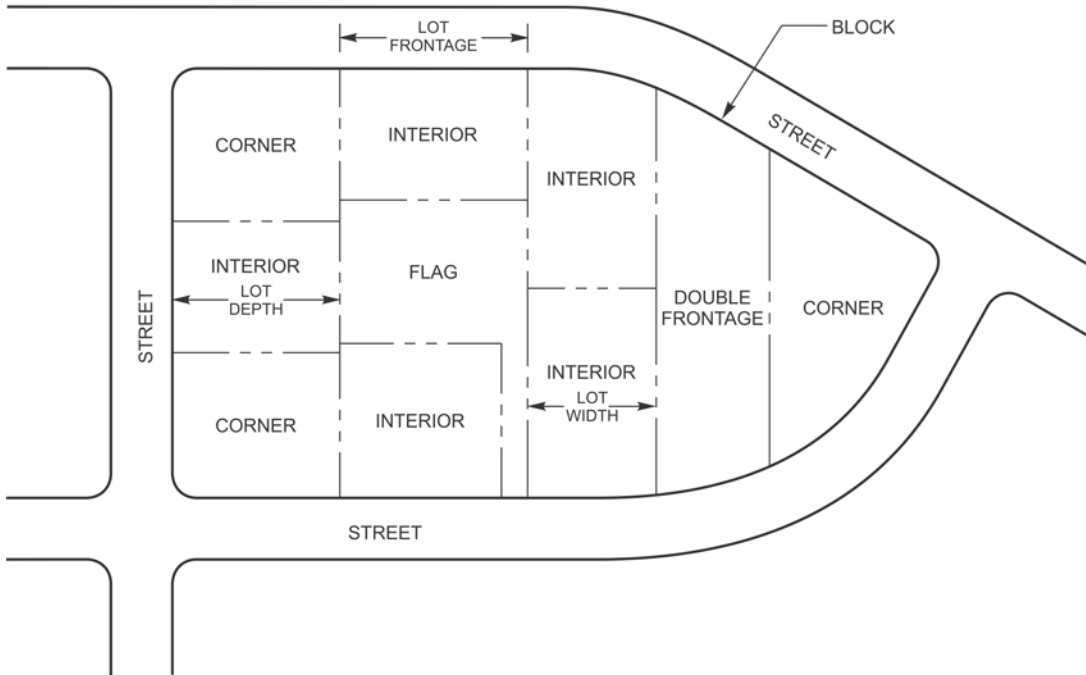 LOT
FRONTAGE
BLOCK
STREET
CORNER
INTERIOR
INTERIOR
INTERIOR
LOT
DEPTH
FLAG
DOUBLE
FRONTAGE
CORNER
STREET
INTERIOR
LOT
WIDTH
CORNER
INTERIOR
STREET